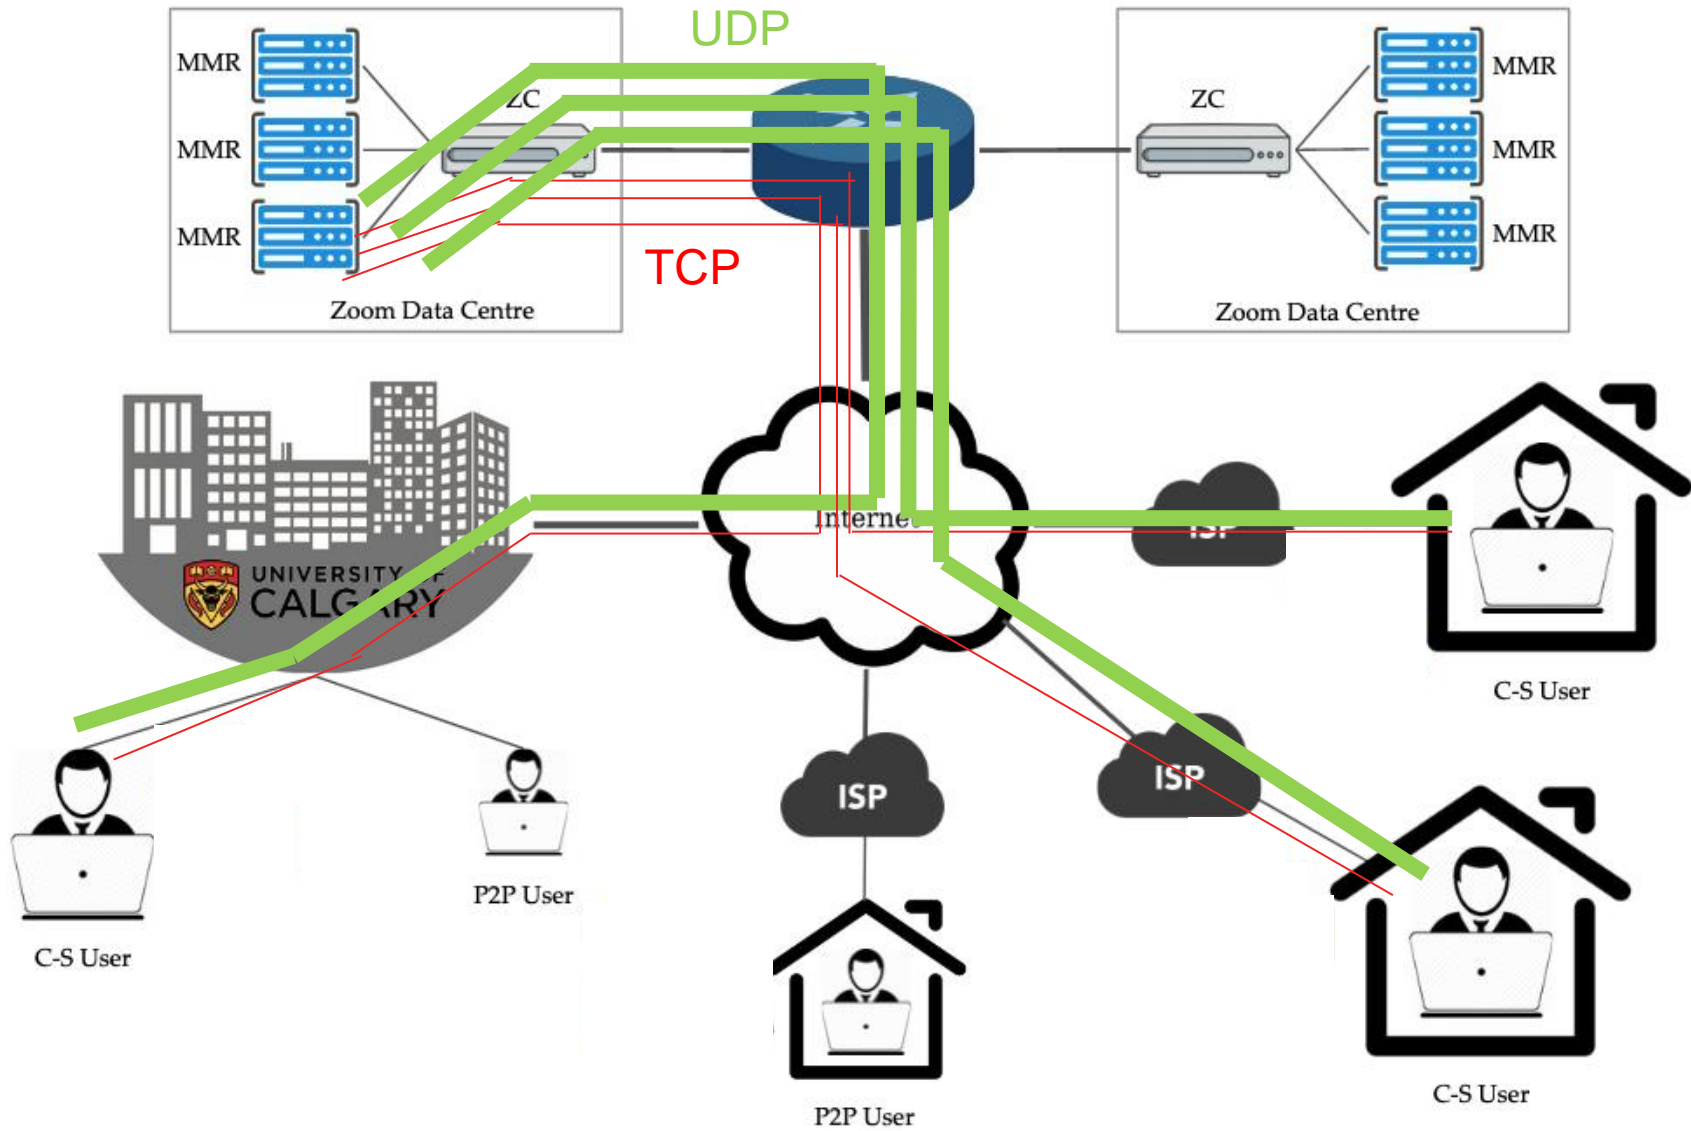 UDP
MMR
ZC
MMR
MMR
TCP
Zoom Data Centre
ZC
MMR
MMR
MMR
Zoom Data Centre
UNIVERSITY OF
CALGARY
Internet
ISP
C-S User
ISP
ISP
P2P User
C-S User
P2P User
C-S User